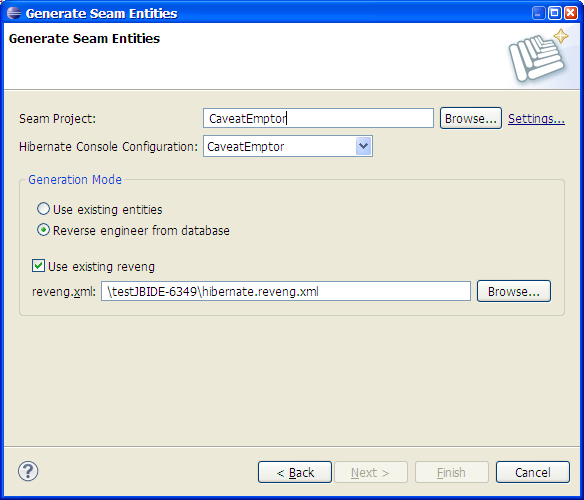 Generate Seam Entities
Generate Seam Entities
Seam Project: CaveatEmptor Browse... Settings...
Hibernate Console Configuration: CaveatEmptor
Generation Mode
Use existing entities
Reverse engineer from database
Use existing reveng
reveng.xml: \testJBIDE-6349\hibernate.reveng.xml Browse...
? < Back Next > Finish Cancel